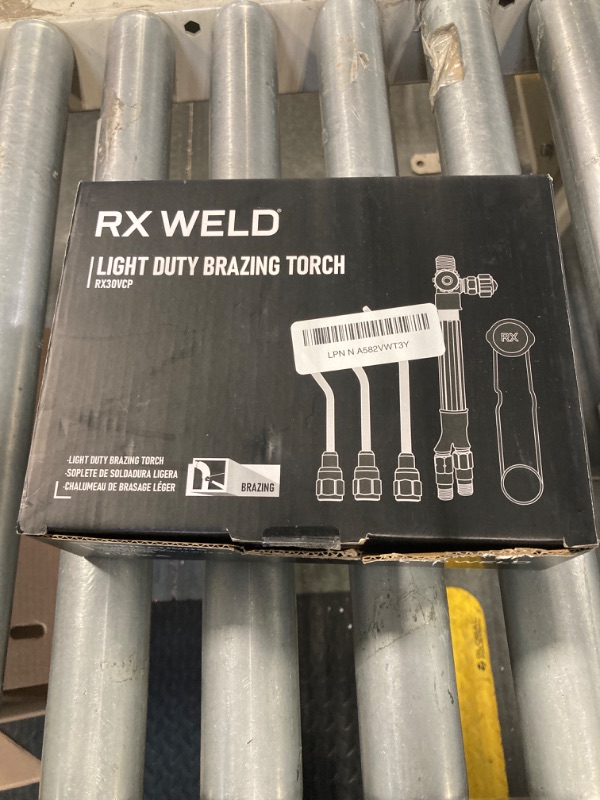 RX WELD®
LIGHT DUTY BRAZING TORCH
RX30VCP
LPN N A582VWT3Y
RX
-LIGHT DUTY BRAZING TORCH
-SOPLETE DE SOLDADURA LIGERA
-CHALUMEAU DE BRASAGE LÉGER
BRAZING